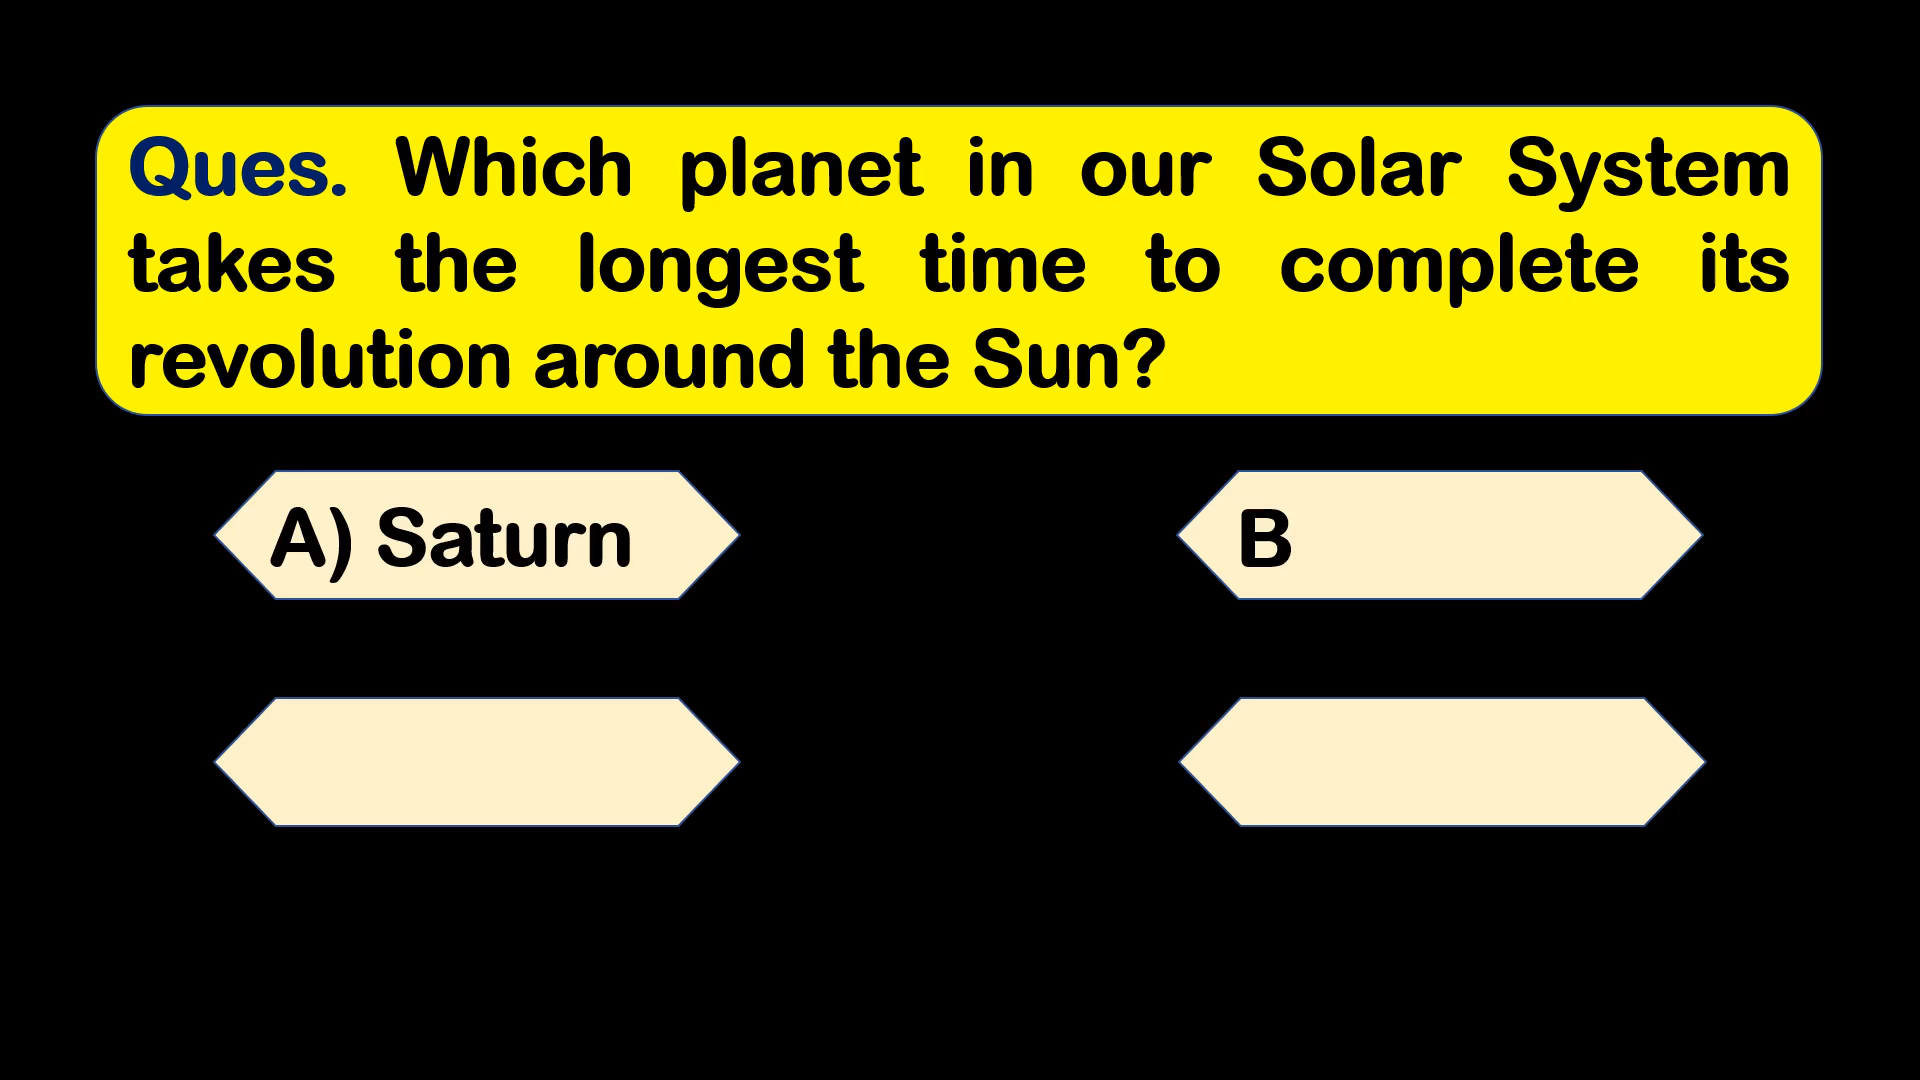 Ques. Which planet in our Solar System
takes the longest time to complete its
revolution around the Sun?
A) Saturn
B